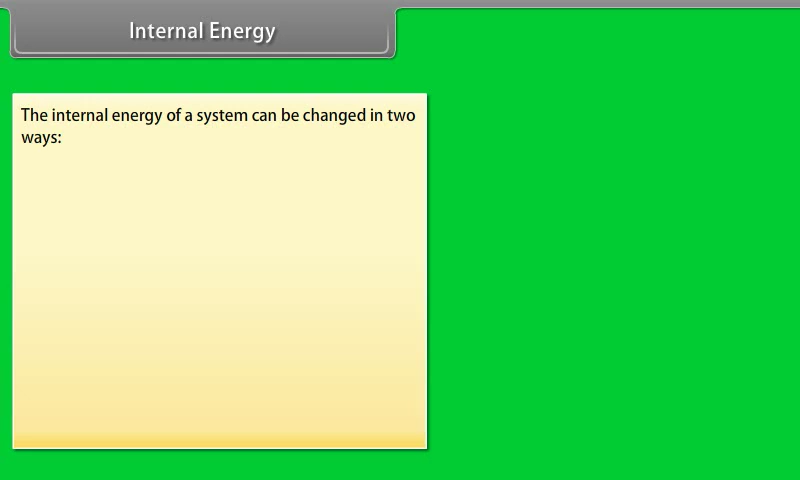 Internal Energy
The internal energy of a system can be changed in two
ways: